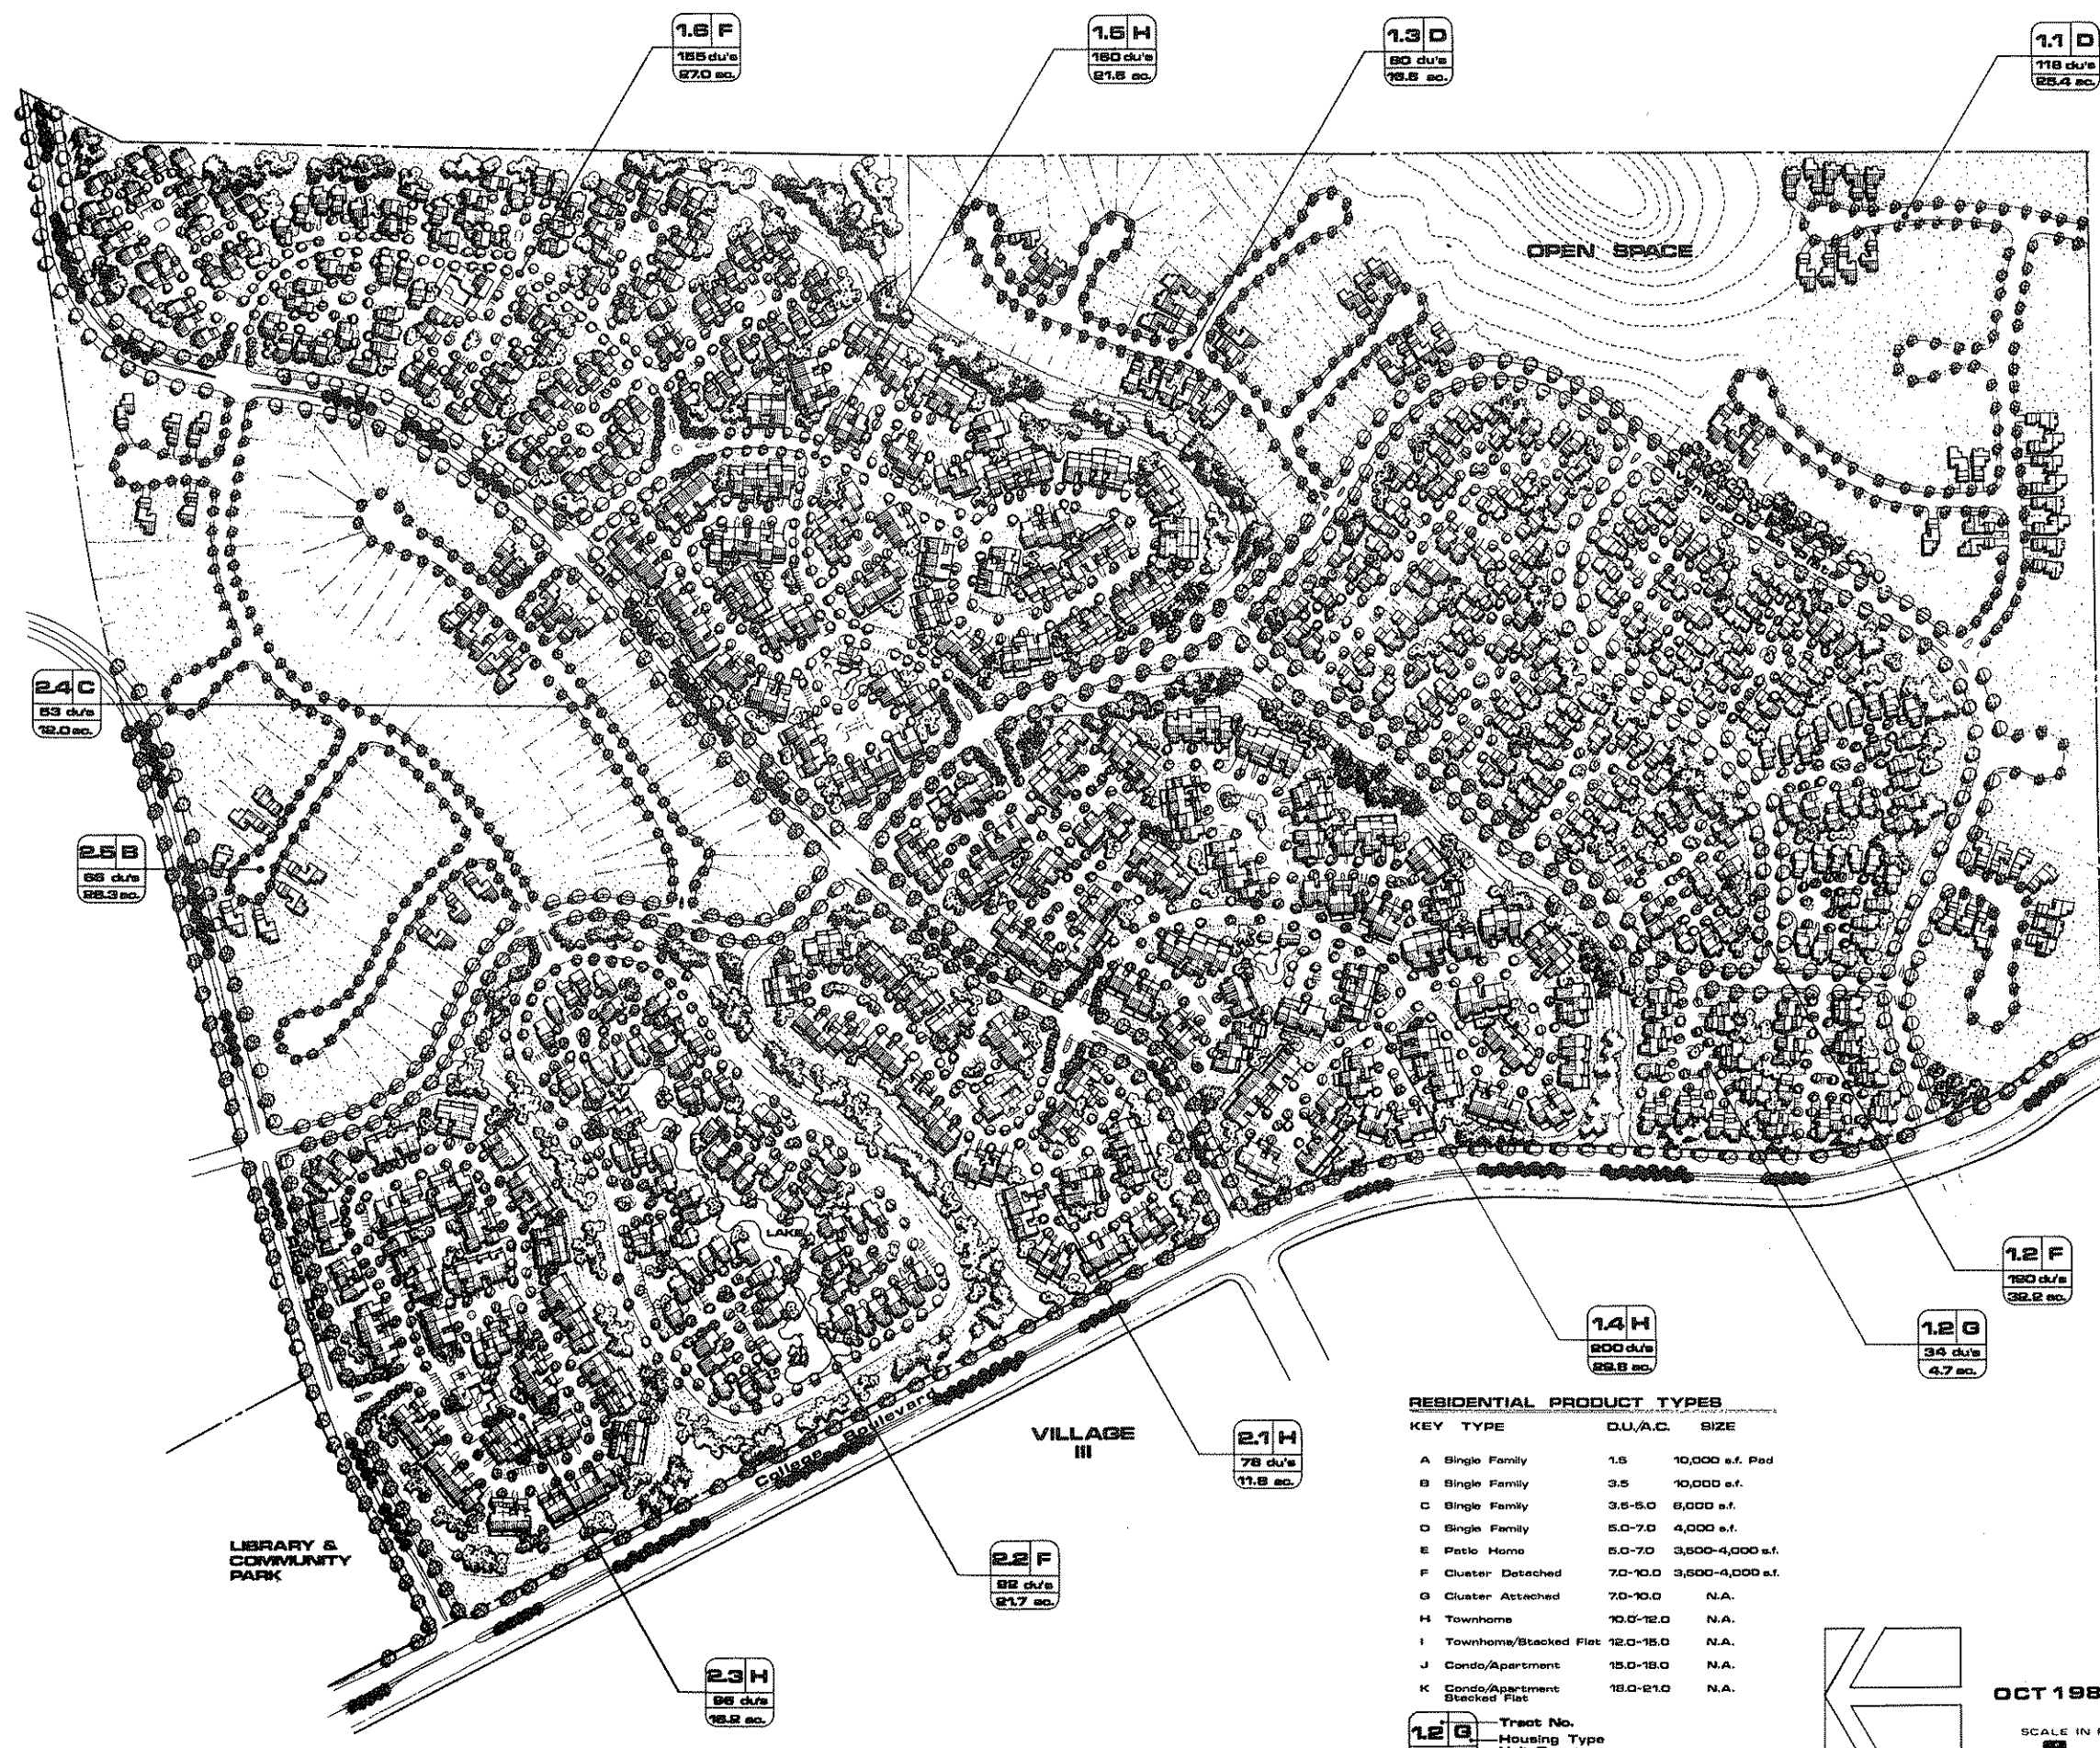 1.6 F
155 du's
27.0 ac.
1.5 H
160 du's
21.5 ac.
1.3 D
80 du's
16.5 ac.
1.1 D
118 du's
25.4 ac.
OPEN SPACE
2.4 C
53 du's
12.0 ac.
2.5 B
66 du's
26.3 ac.
LAKE
College Boulevard
1.2 F
190 du's
32.2 ac.
1.2 G
34 du's
4.7 ac.
1.4 H
200 du's
29.8 ac.
2.1 H
78 du's
11.8 ac.
2.2 F
92 du's
21.7 ac.
2.3 H
96 du's
16.2 ac.
VILLAGE
III
LIBRARY &
COMMUNITY
PARK
RESIDENTIAL PRODUCT TYPES
KEY TYPE D.U./A.C. SIZE
A Single Family 1.5 10,000 s.f. Pad
B Single Family 3.5 10,000 s.f.
C Single Family 3.5-5.0 6,000 s.f.
D Single Family 5.0-7.0 4,000 s.f.
E Patio Home 5.0-7.0 3,500-4,000 s.f.
F Cluster Detached 7.0-10.0 3,500-4,000 s.f.
G Cluster Attached 7.0-10.0 N.A.
H Townhome 10.0-12.0 N.A.
I Townhome/Stacked Flat 12.0-15.0 N.A.
J Condo/Apartment 15.0-18.0 N.A.
K Condo/Apartment 18.0-21.0 N.A.
Stacked Flat
1.2 G
Tract No.
Housing Type
OCT 198
SCALE IN